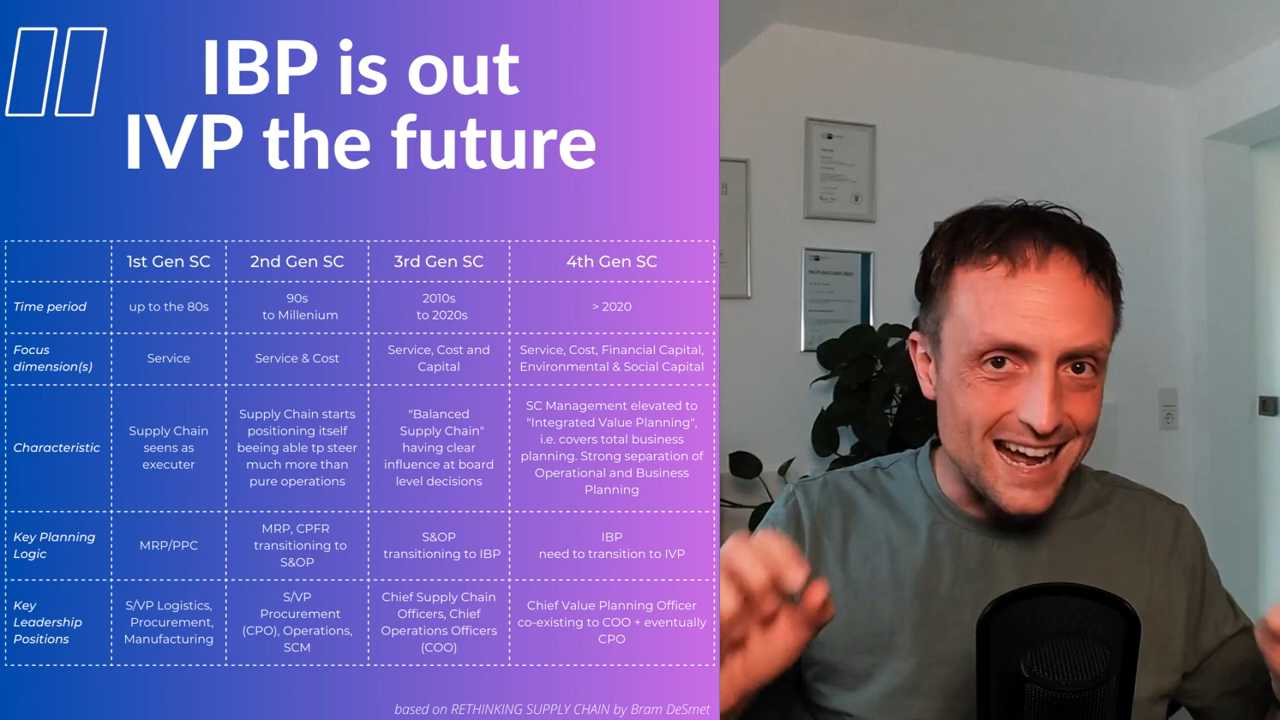 IBP is out
IVP the future
1st Gen SC
2nd Gen SC
3rd Gen SC
4th Gen SC
Time period
up to the 80s
90s
to Millenium
2010s
to 2020s
> 2020
Focus
dimension(s)
Service
Service & Cost
Service, Cost and
Capital
Service, Cost, Financial Capital,
Environmental & Social Capital
Characteristic
Supply Chain
seens as
executer
Supply Chain starts
positioning itself
beeing able tp steer
much more than
pure operations
"Balanced
Supply Chain"
having clear
influence at board
level decisions
SC Management elevated to
"Integrated Value Planning",
i.e. covers total business
planning. Strong separation of
Operational and Business
Planning
Key Planning
Logic
MRP/PPC
MRP, CPFR
transitioning to
S&OP
S&OP
transitioning to IBP
IBP
need to transition to IVP
Key
Leadership
Positions
S/VP Logistics,
Procurement,
Manufacturing
S/VP
Procurement
(CPO), Operations,
SCM
Chief Supply Chain
Officers, Chief
Operations Officers
(COO)
Chief Value Planning Officer
co-existing to COO + eventually
CPO
based on RETHINKING SUPPLY CHAIN by Bram DeSmet